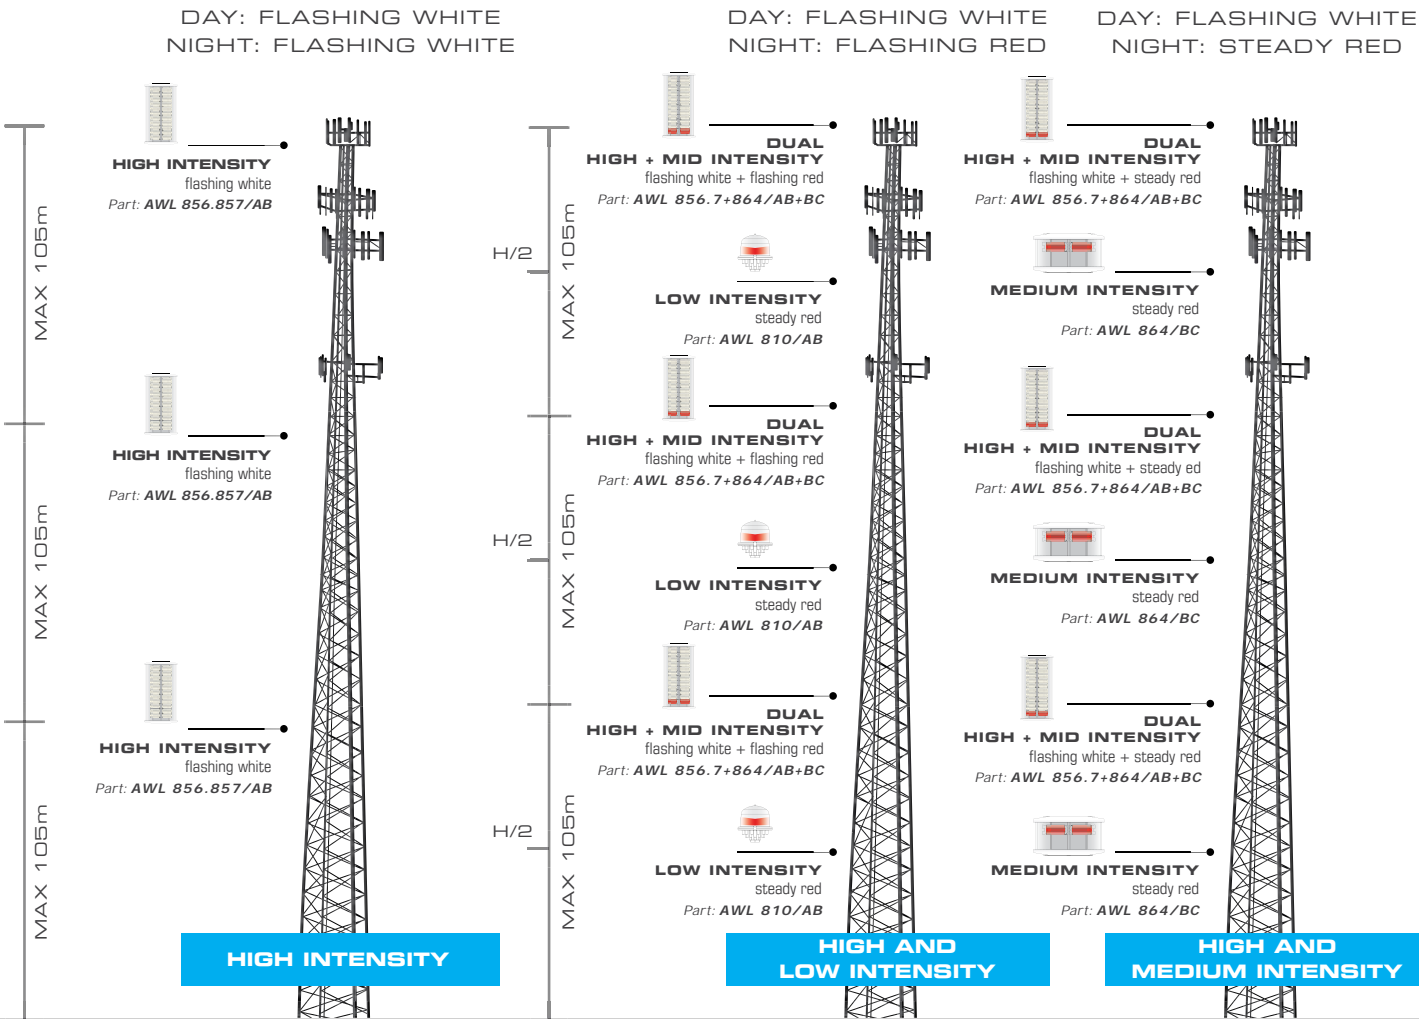 DAY: FLASHING WHITE
NIGHT: FLASHING WHITE
HIGH INTENSITY
flashing white
Part: AWL 856.857/AB
HIGH INTENSITY
flashing white
Part: AWL 856.857/AB
HIGH INTENSITY
flashing white
Part: AWL 856.857/AB
MAX 105m
MAX 105m
MAX 105m
HIGH INTENSITY
DAY: FLASHING WHITE
NIGHT: FLASHING RED
H/2
MAX 105m
H/2
MAX 105m
H/2
MAX 105m
DUAL
HIGH + MID INTENSITY
flashing white + flashing red
Part: AWL 856.7+864/AB+BC
LOW INTENSITY
steady red
Part: AWL 810/AB
DUAL
HIGH + MID INTENSITY
flashing white + flashing red
Part: AWL 856.7+864/AB+BC
LOW INTENSITY
steady red
Part: AWL 810/AB
DUAL
HIGH + MID INTENSITY
flashing white + flashing red
Part: AWL 856.7+864/AB+BC
LOW INTENSITY
steady red
Part: AWL 810/AB
HIGH AND
LOW INTENSITY
DAY: FLASHING WHITE
NIGHT: STEADY RED
DUAL
HIGH + MID INTENSITY
flashing white + steady red
Part: AWL 856.7+864/AB+BC
MEDIUM INTENSITY
steady red
Part: AWL 864/BC
DUAL
HIGH + MID INTENSITY
flashing white + steady ed
Part: AWL 856.7+864/AB+BC
MEDIUM INTENSITY
steady red
Part: AWL 864/BC
DUAL
HIGH + MID INTENSITY
flashing white + steady red
Part: AWL 856.7+864/AB+BC
MEDIUM INTENSITY
steady red
Part: AWL 864/BC
HIGH AND
MEDIUM INTENSITY